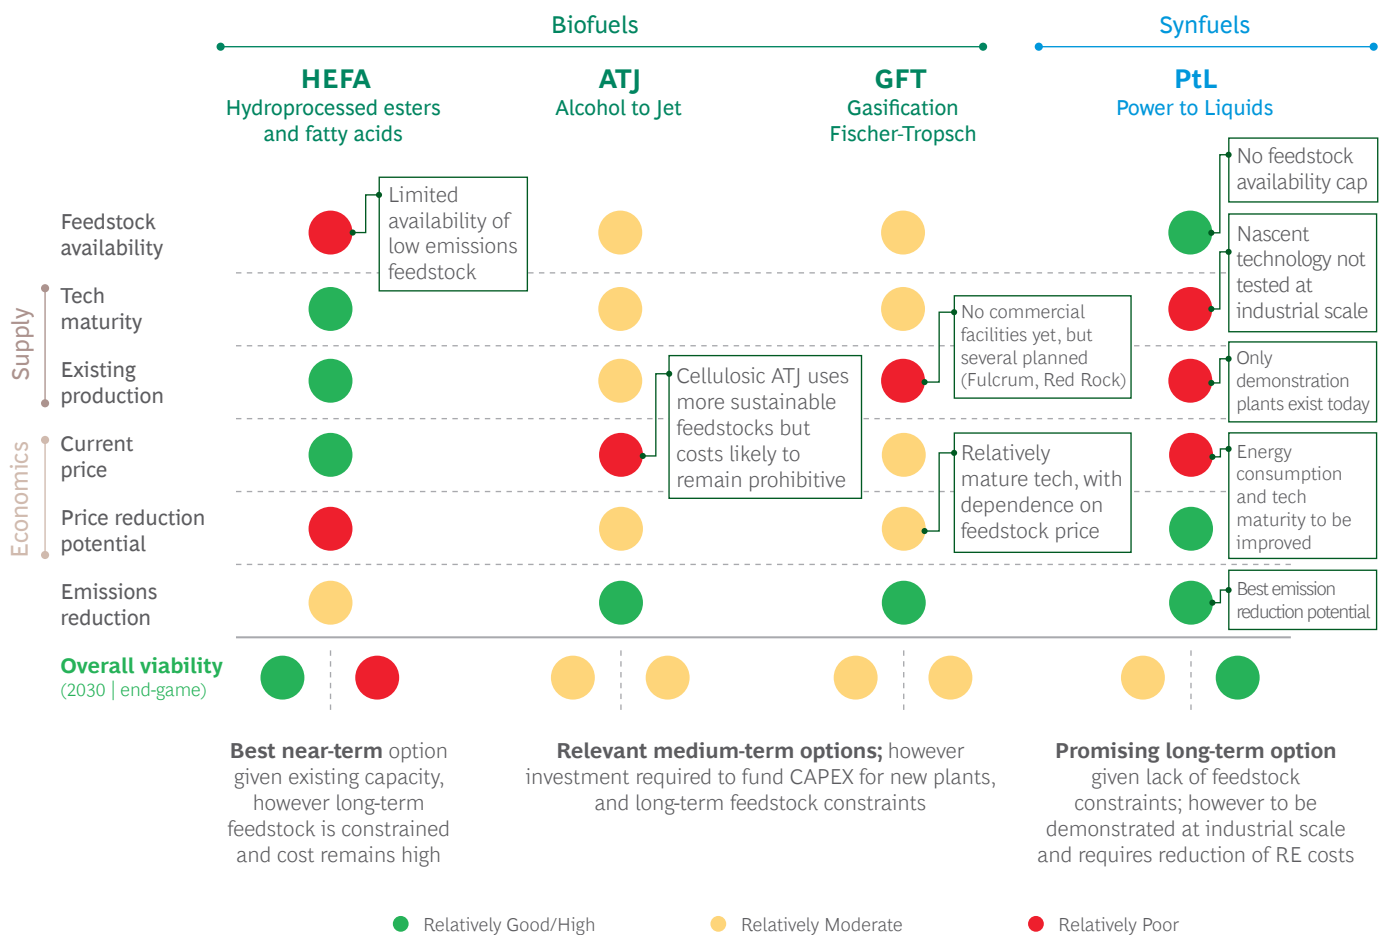 Biofuels
Synfuels
HEFA
Hydroprocessed esters
and fatty acids
ATJ
Alcohol to Jet
GFT
Gasification
Fischer-Tropsch
PtL
Power to Liquids
Feedstock
availability
Limited
availability of
low emissions
feedstock
No feedstock
availability cap
Supply
Tech
maturity
Nascent
technology not
tested at
industrial scale
Existing
production
No commercial
facilities yet, but
several planned
(Fulcrum, Red Rock)
Only
demonstration
plants exist today
Economics
Current
price
Cellulosic ATJ uses
more sustainable
feedstocks but
costs likely to
remain prohibitive
Energy
consumption
and tech
maturity to be
improved
Price reduction
potential
Relatively
mature tech, with
dependence on
feedstock price
Emissions
reduction
Best emission
reduction potential
Overall viability
(2030 | end-game)
Best near-term option
given existing capacity,
however long-term
feedstock is constrained
and cost remains high
Relevant medium-term options; however
investment required to fund CAPEX for new plants,
and long-term feedstock constraints
Promising long-term option
given lack of feedstock
constraints; however to be
demonstrated at industrial scale
and requires reduction of RE costs
Relatively Good/High
Relatively Moderate
Relatively Poor